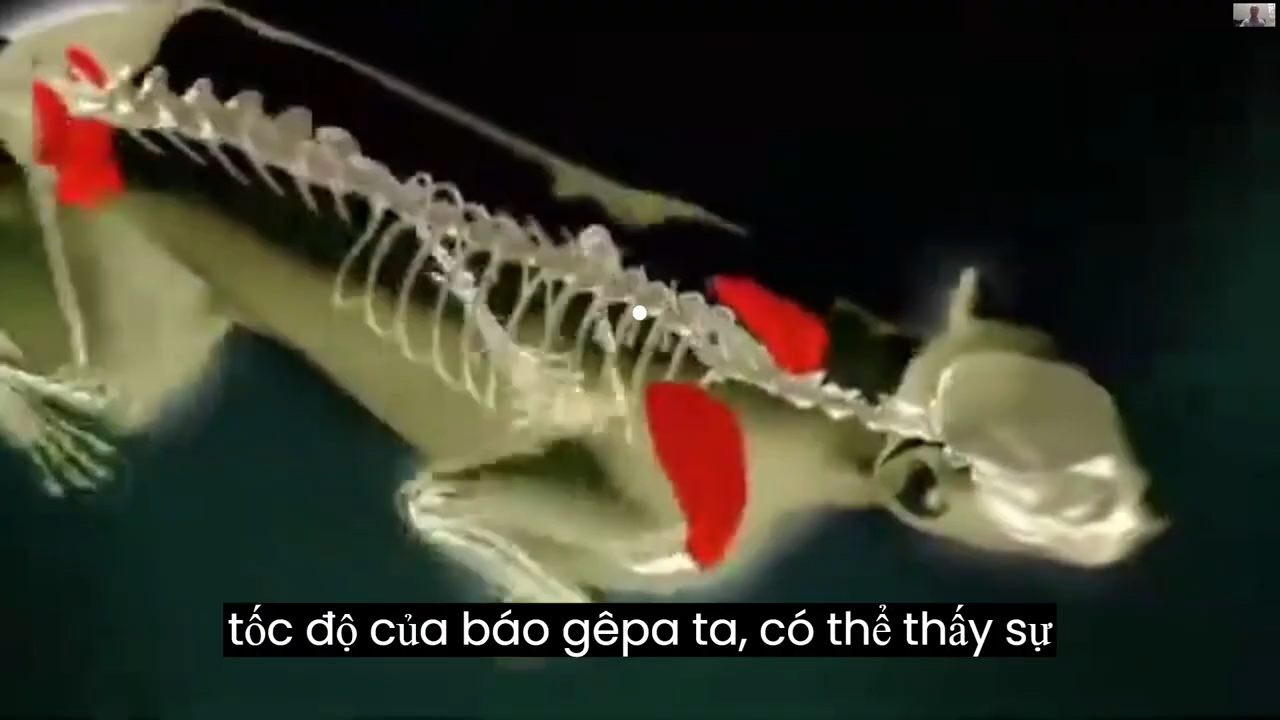 tốc độ của báo gêpa ta, có thể thấy sự